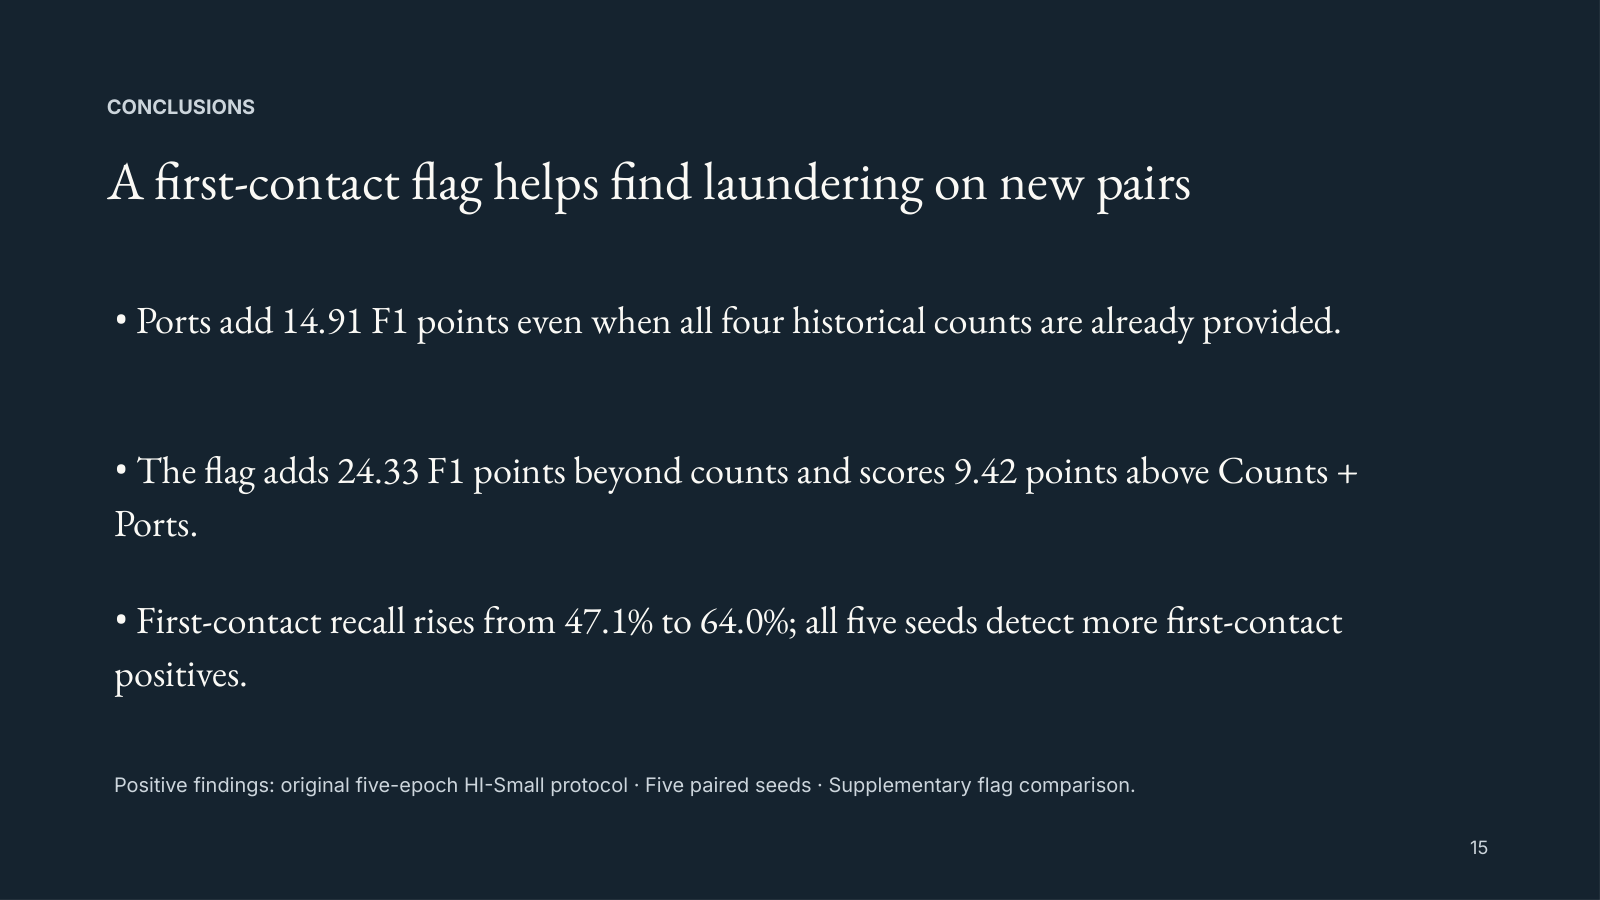 CONCLUSIONS
A first-contact flag helps find laundering on new pairs
• Ports add 14.91 F1 points even when all four historical counts are already provided.
• The flag adds 24.33 F1 points beyond counts and scores 9.42 points above Counts +
Ports.
• First-contact recall rises from 47.1% to 64.0%; all five seeds detect more first-contact
positives.
Positive findings: original five-epoch HI-Small protocol · Five paired seeds · Supplementary flag comparison.
15